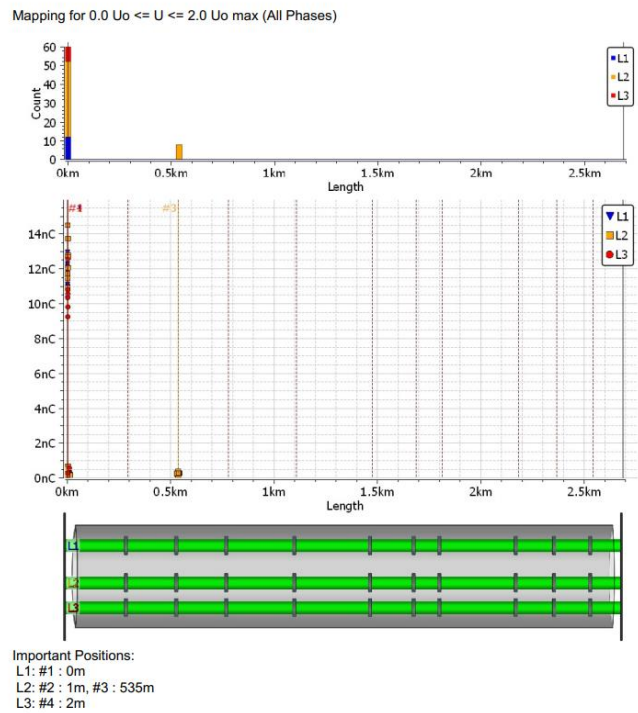 Mapping for 0.0 Uo <= U <= 2.0 Uo max (All Phases)
60
50
40
30
20
10
0
Count
L1
L2
L3
0km 0.5km 1km 1.5km 2km 2.5km
Length
#3
L1
L2
L3
14nC
12nC
10nC
8nC
6nC
4nC
2nC
0nC
0km 0.5km 1km 1.5km 2km 2.5km
Length
L1
L2
L3
Important Positions:
L1: #1 : 0m
L2: #2 : 1m, #3 : 535m
L3: #4 : 2m